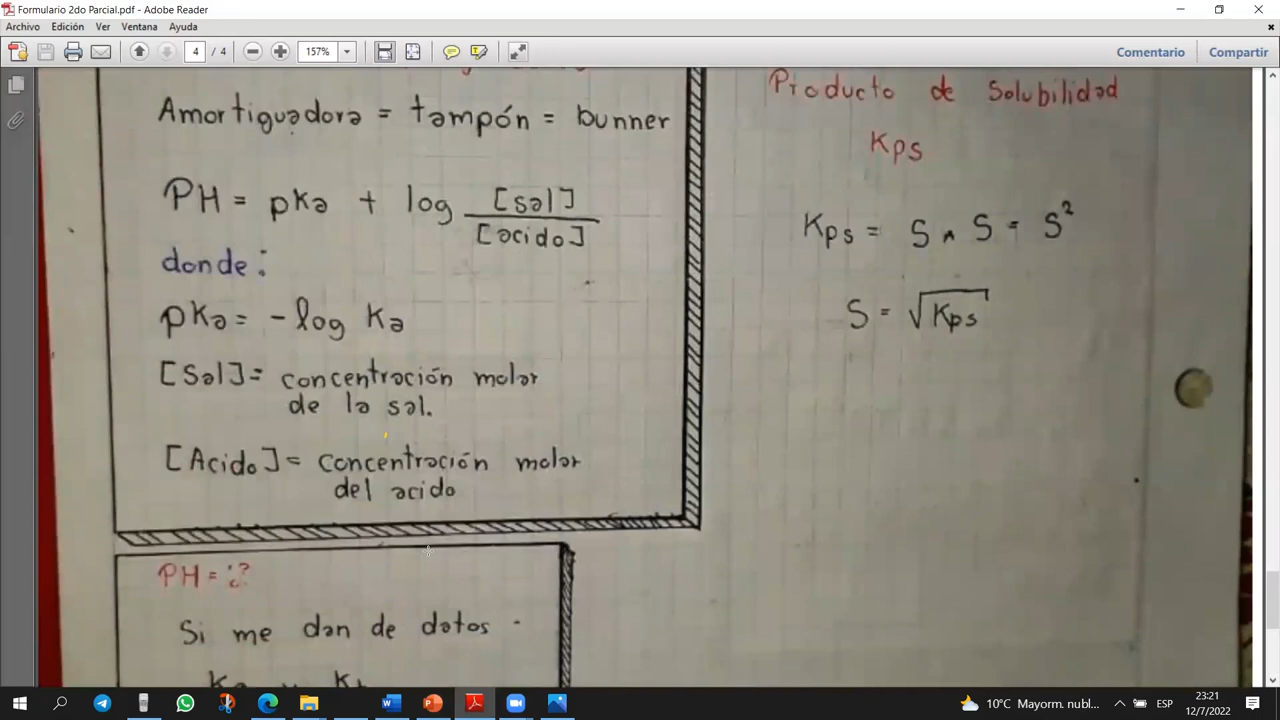 Formulario 2do Parcial.pdf - Adobe Reader
Archivo Edición Ver Ventana Ayuda
4 / 4
157%
Comentario Compartir
Amortiguadora = tampón = bunner
PH = pka + log [sal]
[acido]
donde:
pka = -log Ka
[Sal] = concentración molar
de la sal.
[Acido] = concentración molar
del acido
PH = ¿?
Si me dan de datos
Producto de Solubilidad
Kps
Kps = S x S = S²
S = √Kps
10°C Mayorm. nubl...
ESP
23:21
12/7/2022